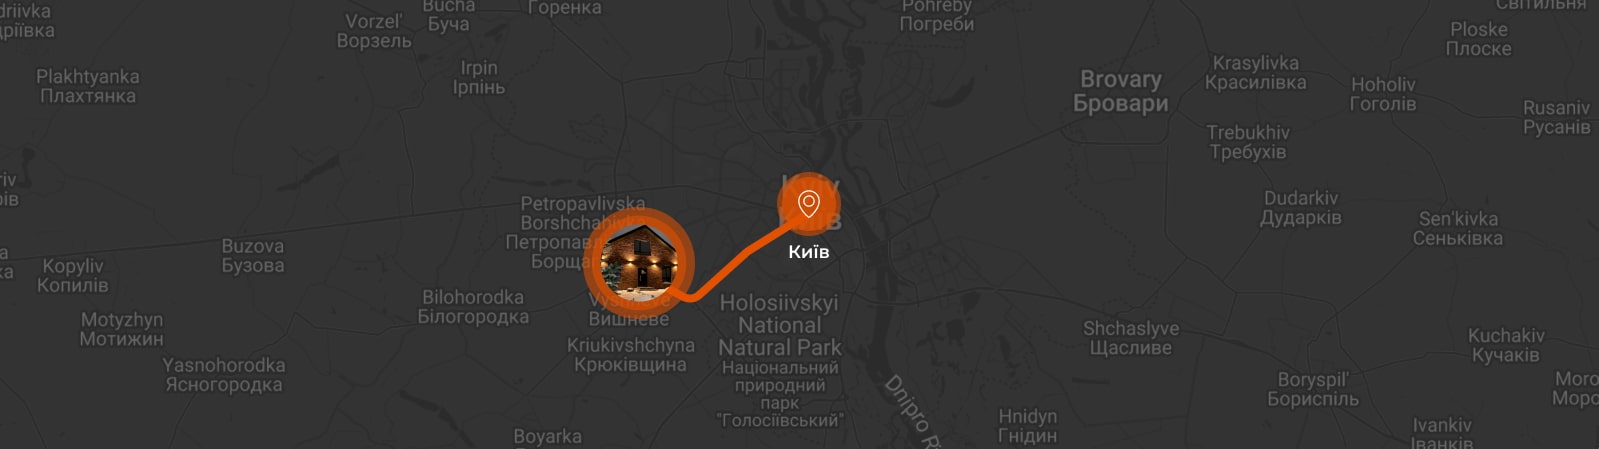 Bucha
Буча
Горенка
Pohreby
Погреби
Світильня
driivka
дріївка
Vorzel'
Ворзель
Ploske
Плоске
Irpin
Ірпінь
Plakhtyanka
Плахтянка
Brovary
Бровари
Krasylivka
Красилівка
Hoholiv
Гоголів
Rusaniv
Русанів
Trebukhiv
Требухів
Dudarkiv
Дударків
Sen'kivka
Сеньківка
Petropavlivska
Borshchahivka
Петропавл
Борща
Київ
Buzova
Бузова
Kopyliv
Копилів
Bilohorodka
Білогородка
Вишневе
Motyzhyn
Мотижин
Holosiivskyi
National
Natural Park
Національний
природний
парк
"Голосіївський"
Kriukivshchyna
Крюківщина
Yasnohorodka
Ясногородка
Shchaslyve
Щасливе
Kuchakiv
Кучаків
Boryspil'
Бориспіль
Moro
Моро
Dnipro R
Hnidyn
Гнідин
Ivankiv
Іванків
Boyarka